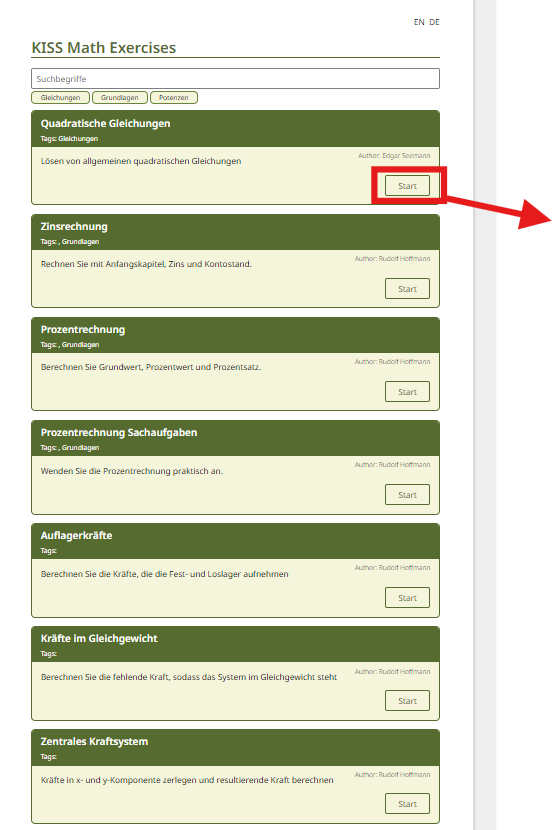 EN DE
KISS Math Exercises
Suchbegriffe
Gleichungen Grundlagen Potenzen
Quadratische Gleichungen
Tags: Gleichungen
Author: Edgar Seemann
Lösen von allgemeinen quadratischen Gleichungen
Start
Zinsrechnung
Tags: , Grundlagen
Author: Rudolf Hoffmann
Rechnen Sie mit Anfangskapitel, Zins und Kontostand.
Start
Prozentrechnung
Tags: , Grundlagen
Author: Rudolf Hoffmann
Berechnen Sie Grundwert, Prozentwert und Prozentsatz.
Start
Prozentrechnung Sachaufgaben
Tags: , Grundlagen
Author: Rudolf Hoffmann
Wenden Sie die Prozentrechnung praktisch an.
Start
Auflagerkräfte
Tags:
Author: Rudolf Hoffmann
Berechnen Sie die Kräfte, die die Fest- und Loslager aufnehmen
Start
Kräfte im Gleichgewicht
Tags:
Author: Rudolf Hoffmann
Berechnen Sie die fehlende Kraft, sodass das System im Gleichgewicht steht
Start
Zentrales Kraftsystem
Tags:
Author: Rudolf Hoffmann
Kräfte in x- und y-Komponente zerlegen und resultierende Kraft berechnen
Start